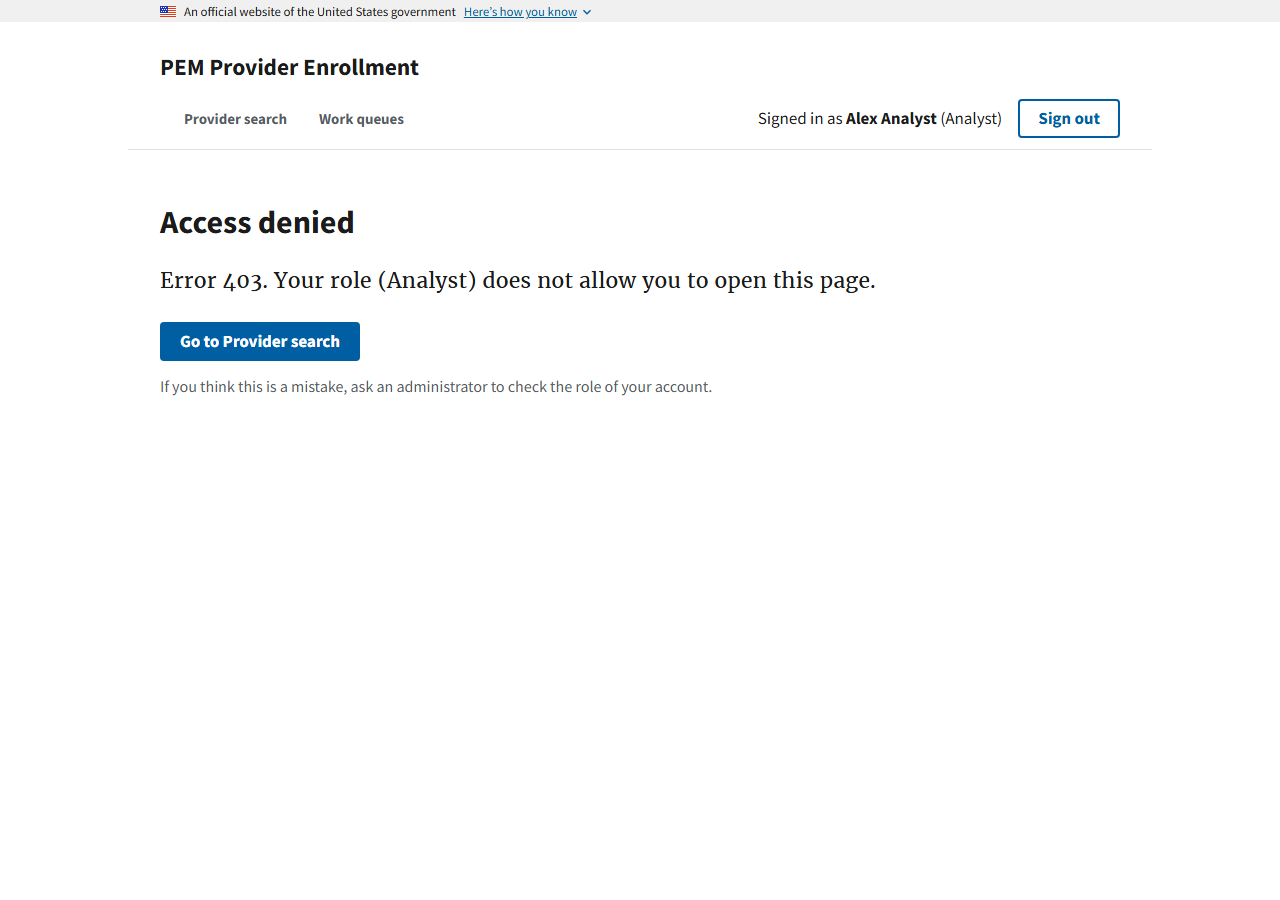 An official website of the United States government Here’s how you know
PEM Provider Enrollment
Provider search Work queues Signed in as Alex Analyst (Analyst) Sign out
Access denied
Error 403. Your role (Analyst) does not allow you to open this page.
Go to Provider search
If you think this is a mistake, ask an administrator to check the role of your account.